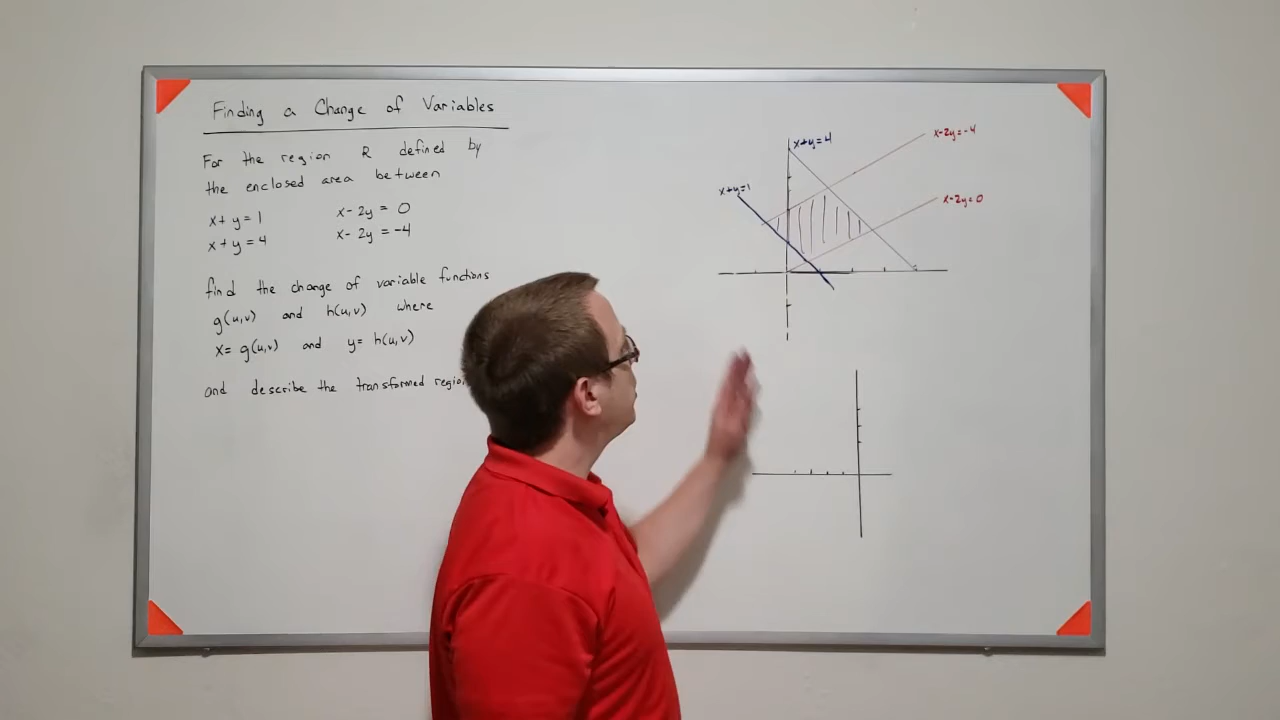 Finding a Change of Variables
For the region R defined by
the enclosed area between
x + y = 1 x - 2y = 0
x + y = 4 x - 2y = -4
find the change of variable functions
g(u,v) and h(u,v) where
x = g(u,v) and y = h(u,v)
and describe the transformed
x+y=4
x-2y=-4
x+y=1
x-2y=0